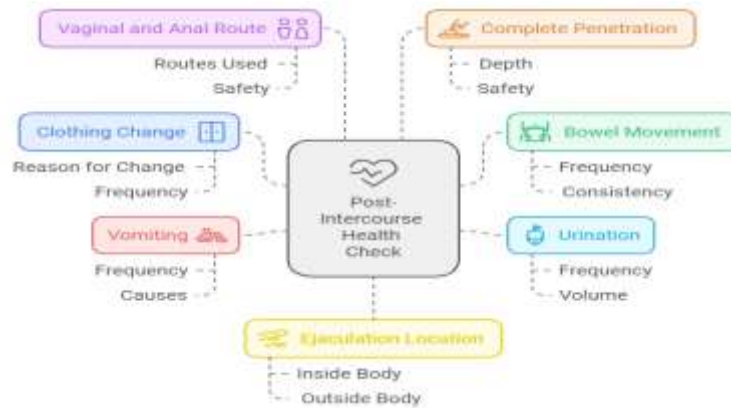 Vaginal and Anal Route
Routes Used
Safety
Complete Penetration
Depth
Safety
Clothing Change
Reason for Change
Frequency
Bowel Movement
Frequency
Consistency
Post-
Intercourse
Health
Check
Vomiting
Frequency
Causes
Urination
Frequency
Volume
Ejaculation Location
Inside Body
Outside Body